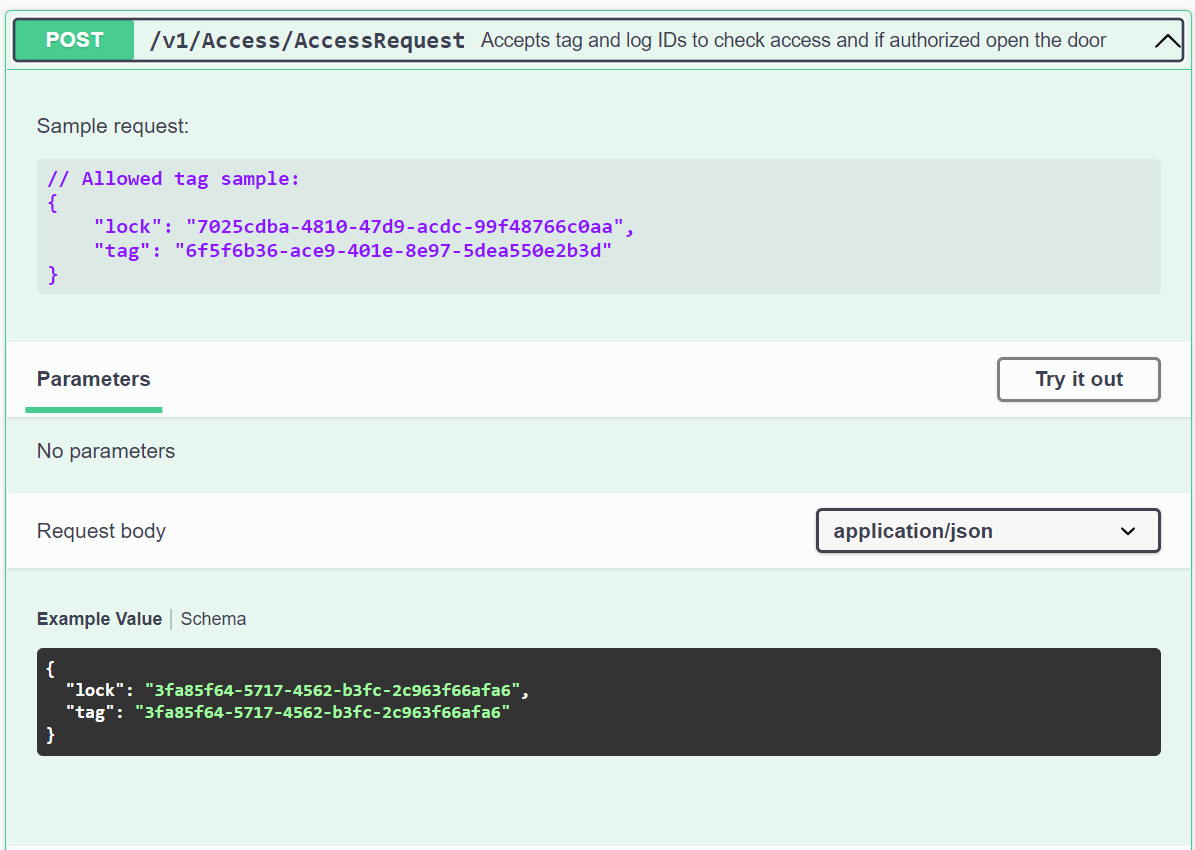 POST /v1/Access/AccessRequest Accepts tag and log IDs to check access and if authorized open the door
Sample request:
// Allowed tag sample:
{
    "lock": "7025cdba-4810-47d9-acdc-99f48766c0aa",
    "tag": "6f5f6b36-ace9-401e-8e97-5dea550e2b3d"
}
Parameters Try it out
No parameters
Request body application/json
Example Value | Schema
{
  "lock": "3fa85f64-5717-4562-b3fc-2c963f66afa6",
  "tag": "3fa85f64-5717-4562-b3fc-2c963f66afa6"
}